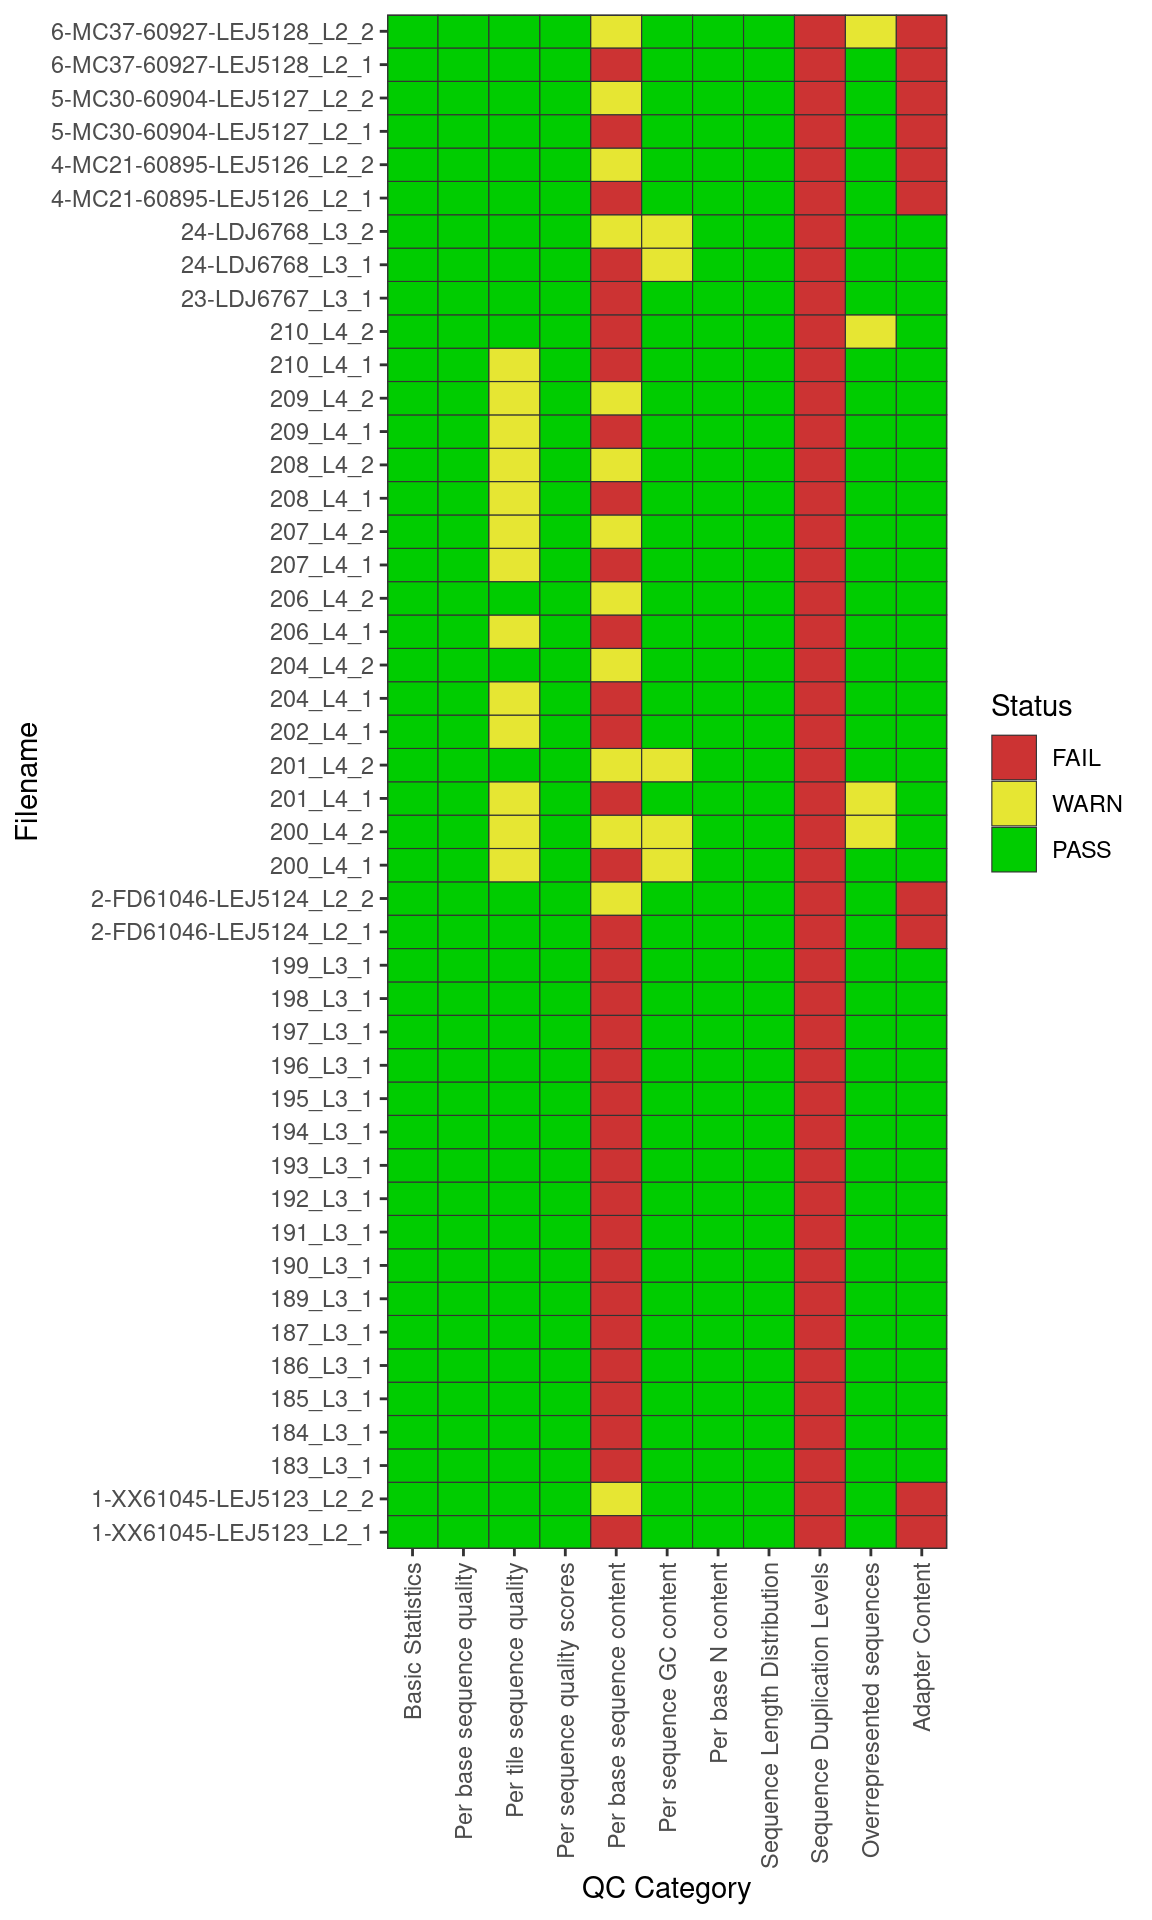 6-MC37-60927-LEJ5128_L2_2
6-MC37-60927-LEJ5128_L2_1
5-MC30-60904-LEJ5127_L2_2
5-MC30-60904-LEJ5127_L2_1
4-MC21-60895-LEJ5126_L2_2
4-MC21-60895-LEJ5126_L2_1
24-LDJ6768_L3_2
24-LDJ6768_L3_1
23-LDJ6767_L3_1
210_L4_2
210_L4_1
209_L4_2
209_L4_1
208_L4_2
208_L4_1
207_L4_2
207_L4_1
206_L4_2
206_L4_1
204_L4_2
204_L4_1
202_L4_1
201_L4_2
201_L4_1
200_L4_2
200_L4_1
2-FD61046-LEJ5124_L2_2
2-FD61046-LEJ5124_L2_1
199_L3_1
198_L3_1
197_L3_1
196_L3_1
195_L3_1
194_L3_1
193_L3_1
192_L3_1
191_L3_1
190_L3_1
189_L3_1
187_L3_1
186_L3_1
185_L3_1
184_L3_1
183_L3_1
1-XX61045-LEJ5123_L2_2
1-XX61045-LEJ5123_L2_1
Filename
Basic Statistics
Per base sequence quality
Per tile sequence quality
Per sequence quality scores
Per base sequence content
Per sequence GC content
Per base N content
Sequence Length Distribution
Sequence Duplication Levels
Overrepresented sequences
Adapter Content
QC Category
Status
FAIL
WARN
PASS